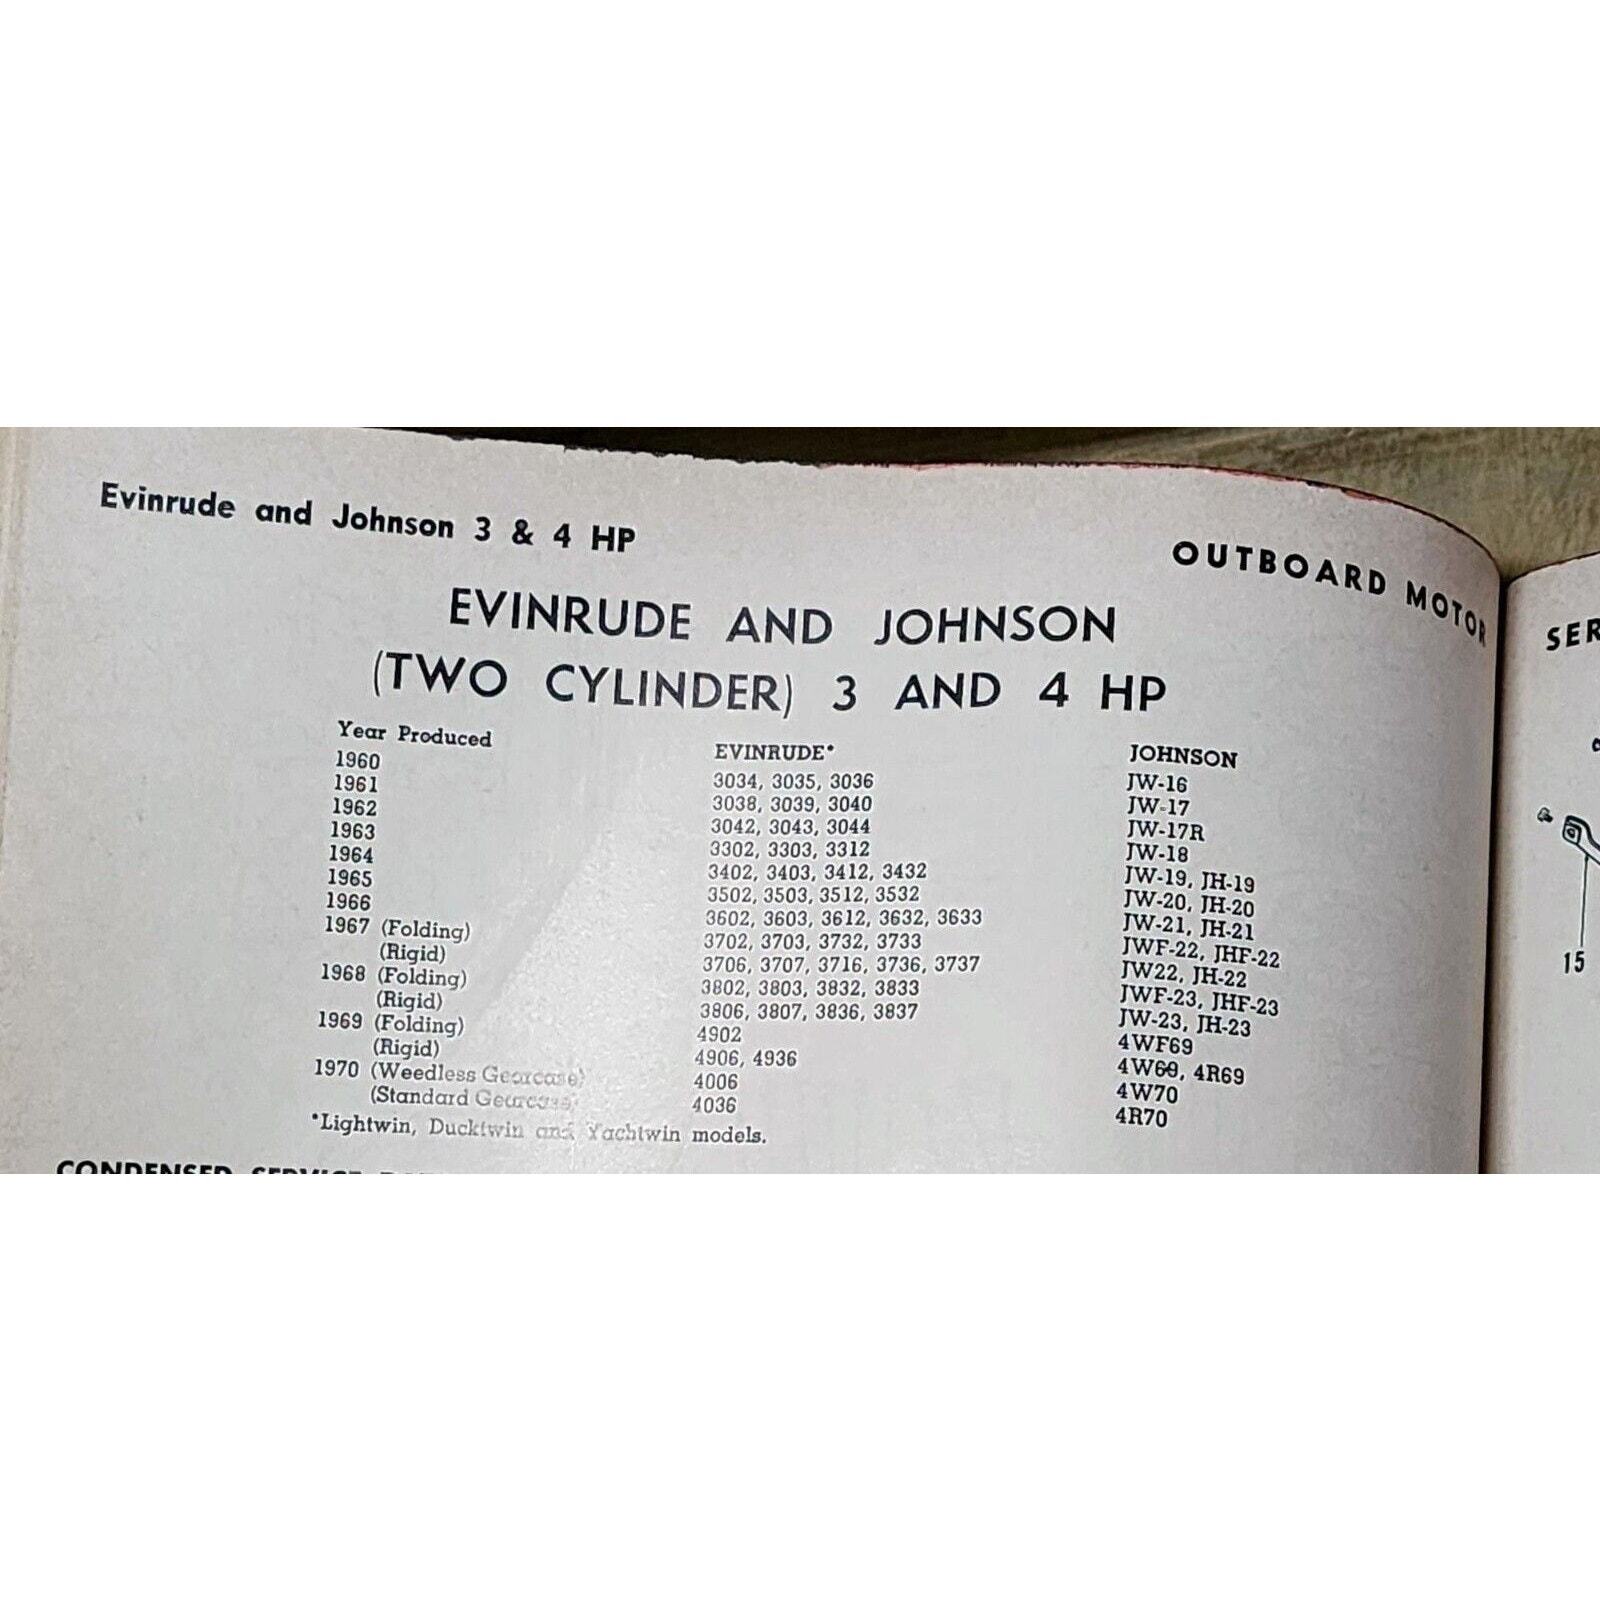 Evinrude and Johnson 3 & 4 HP OUTBOARD MOTOR
EVINRUDE AND JOHNSON
(TWO CYLINDER) 3 AND 4 HP
Year Produced EVINRUDE* JOHNSON
1960 3034, 3035, 3036 JW-16
1961 3038, 3039, 3040 JW-17
1962 3042, 3043, 3044 JW-17R
1963 3302, 3303, 3312 JW-18
1964 3402, 3403, 3412, 3432 JW-19, JH-19
1965 3502, 3503, 3512, 3532 JW-20, JH-20
1966 3602, 3603, 3612, 3632, 3633 JW-21, JH-21
1967 (Folding) 3702, 3703, 3732, 3733 JWF-22, JHF-22
(Rigid) 3706, 3707, 3716, 3736, 3737 JW22, JH-22
1968 (Folding) 3802, 3803, 3832, 3833 JWF-23, JHF-23
(Rigid) 3806, 3807, 3836, 3837 JW-23, JH-23
1969 (Folding) 4902 4WF69
(Rigid) 4906, 4936 4W69, 4R69
1970 (Weedless Gearcase) 4006 4W70
(Standard Gearcase) 4036 4R70
*Lightwin, Ducktwin and Yachtwin models.
CONDENSED SERVICE
SER
15